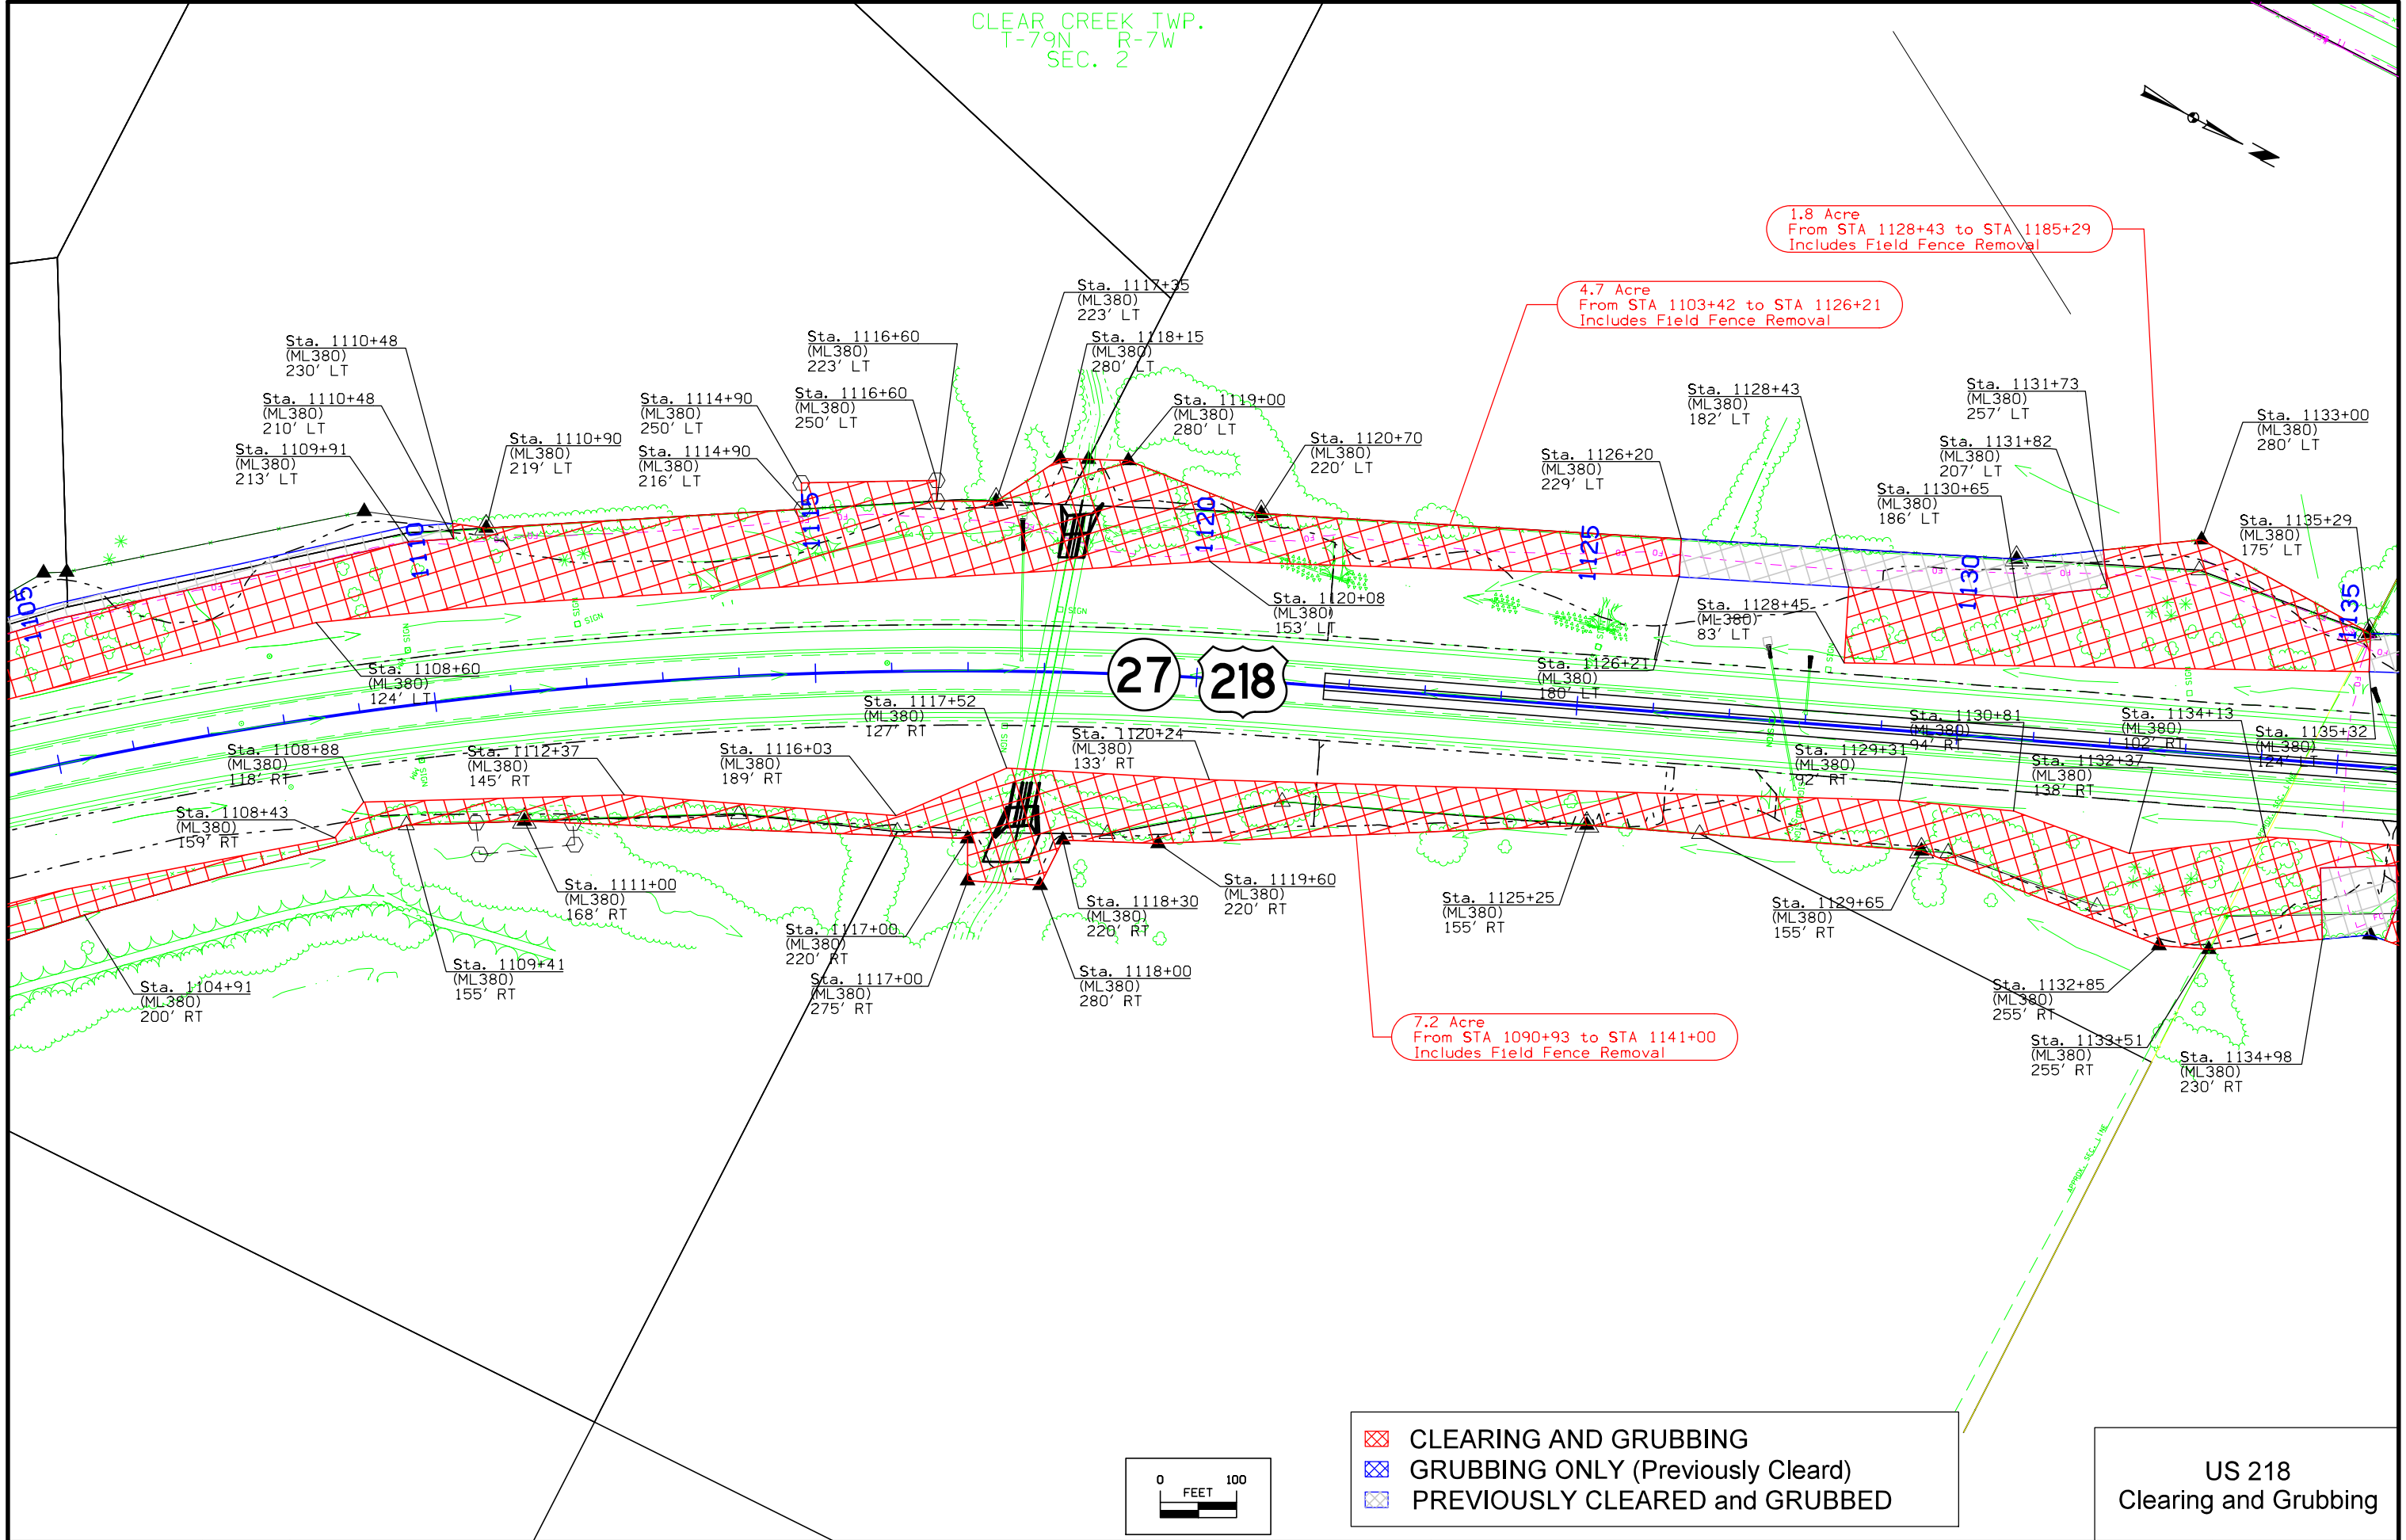 CLEAR CREEK TWP.
T-79N R-7W
SEC. 2
1.8 Acre
From STA 1128+43 to STA 1185+29
Includes Field Fence Removal
4.7 Acre
From STA 1103+42 to STA 1126+21
Includes Field Fence Removal
Sta. 1117+35
(ML380)
223' LT
Sta. 1110+48
(ML380)
230' LT
Sta. 1116+60
(ML380)
223' LT
Sta. 1118+15
(ML380)
280' LT
Sta. 1110+48
(ML380)
210' LT
Sta. 1114+90
(ML380)
250' LT
Sta. 1116+60
(ML380)
250' LT
Sta. 1119+00
(ML380)
280' LT
Sta. 1128+43
(ML380)
182' LT
Sta. 1131+73
(ML380)
257' LT
Sta. 1133+00
(ML380)
280' LT
Sta. 1109+91
(ML380)
213' LT
Sta. 1110+90
(ML380)
219' LT
Sta. 1114+90
(ML380)
216' LT
Sta. 1120+70
(ML380)
220' LT
Sta. 1126+20
(ML380)
229' LT
Sta. 1131+82
(ML380)
207' LT
Sta. 1130+65
(ML380)
186' LT
Sta. 1135+29
(ML380)
175' LT
1105
1110
1115
1120
1125
1130
1135
Sta. 1120+08
(ML380)
153' LT
Sta. 1128+45
(ML380)
83' LT
Sta. 1108+60
(ML380)
124' LT
Sta. 1126+21
(ML380)
180' LT
SIGN
SIGN
SIGN
27
218
Sta. 1117+52
(ML380)
127' RT
Sta. 1120+24
(ML380)
133' RT
Sta. 1130+81
(ML380)
94' RT
Sta. 1134+13
(ML380)
102' RT
Sta. 1135+32
(ML380)
124' LT
Sta. 1108+88
(ML380)
118' RT
Sta. 1112+37
(ML380)
145' RT
Sta. 1116+03
(ML380)
189' RT
Sta. 1129+31
(ML380)
92' RT
Sta. 1132+37
(ML380)
138' RT
Sta. 1108+43
(ML380)
159' RT
Sta. 1111+00
(ML380)
168' RT
Sta. 1119+60
(ML380)
220' RT
Sta. 1118+30
(ML380)
220' RT
Sta. 1125+25
(ML380)
155' RT
Sta. 1129+65
(ML380)
155' RT
Sta. 1117+00
(ML380)
220' RT
Sta. 1109+41
(ML380)
155' RT
Sta. 1117+00
(ML380)
275' RT
Sta. 1118+00
(ML380)
280' RT
Sta. 1104+91
(ML380)
200' RT
Sta. 1132+85
(ML380)
255' RT
7.2 Acre
From STA 1090+93 to STA 1141+00
Includes Field Fence Removal
Sta. 1133+51
(ML380)
255' RT
Sta. 1134+98
(ML380)
230' RT
APPROX. SEC. LINE
0 100
FEET
CLEARING AND GRUBBING
GRUBBING ONLY (Previously Cleard)
PREVIOUSLY CLEARED and GRUBBED
US 218
Clearing and Grubbing